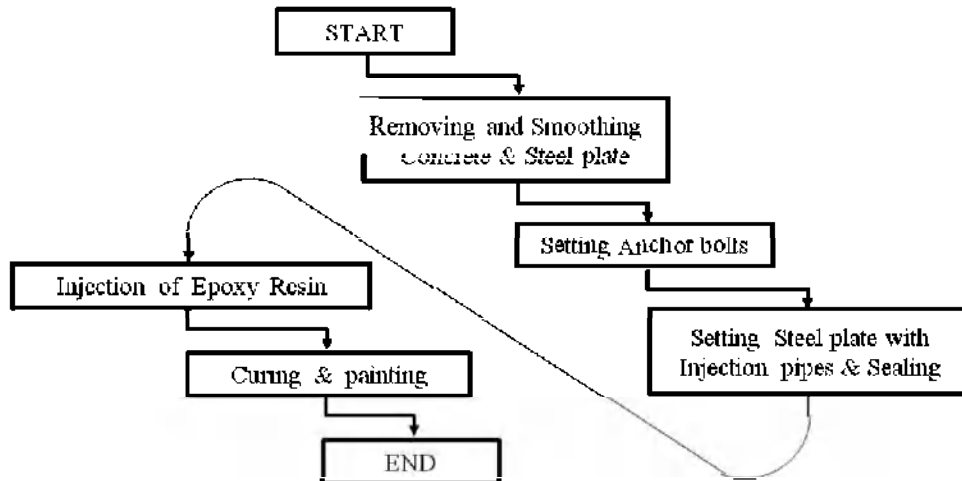 START
Removing and Smoothing
Concrete & Steel plate
Setting Anchor bolts
Setting Steel plate with
Injection pipes & Sealing
Injection of Epoxy Resin
Curing & painting
END